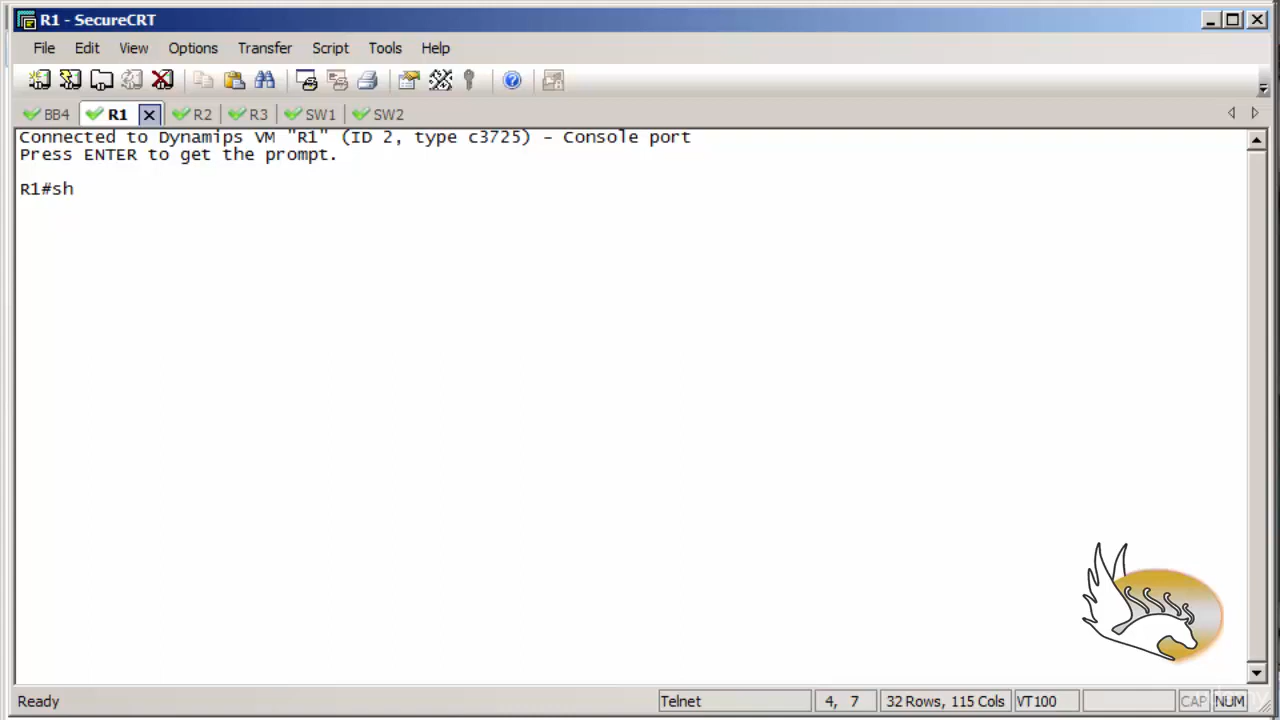 R1 - SecureCRT
File Edit View Options Transfer Script Tools Help
BB4 R1 R2 R3 SW1 SW2
Connected to Dynamips VM "R1" (ID 2, type c3725) - Console port
Press ENTER to get the prompt.
R1#sh
Ready Telnet 4, 7 32 Rows, 115 Cols VT100 CAP NUM